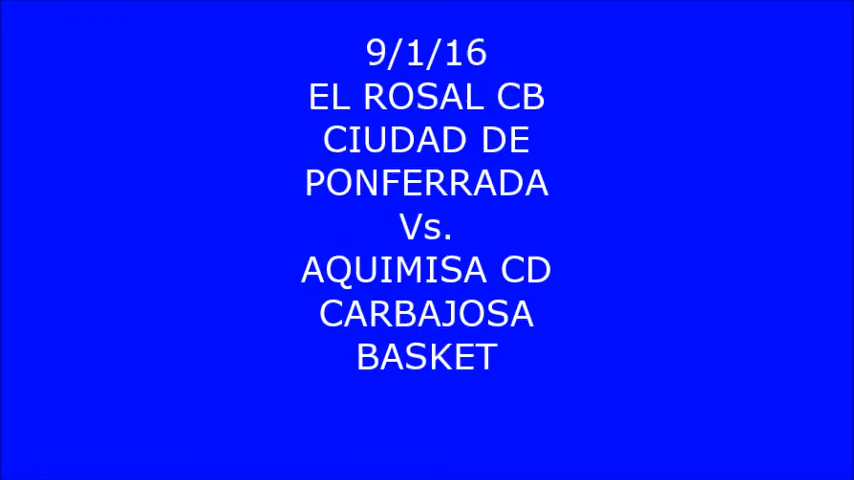 9/1/16
EL ROSAL CB
CIUDAD DE
PONFERRADA
Vs.
AQUIMISA CD
CARBAJOSA
BASKET